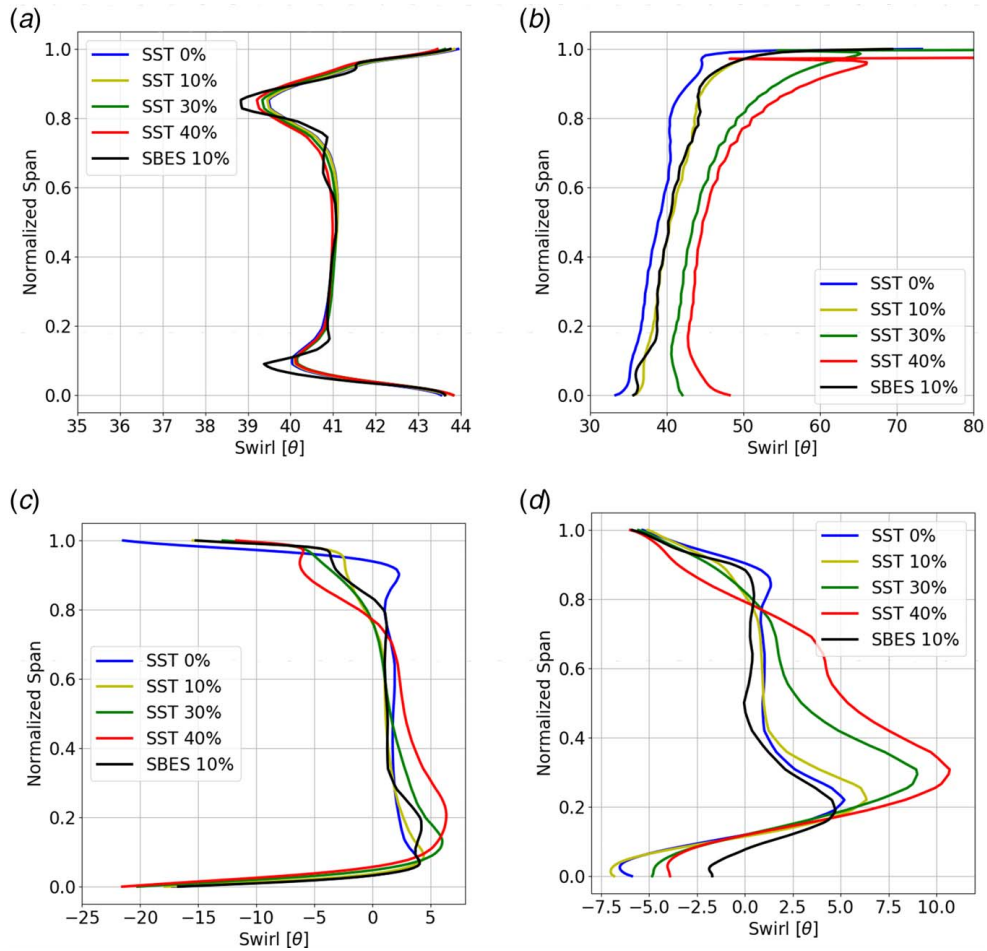 (a)
1.0
0.8
0.6
0.4
0.2
0.0
Normalized Span
SST 0%
SST 10%
SST 30%
SST 40%
SBES 10%
35 36 37 38 39 40 41 42 43 44
Swirl [θ]
(b)
1.0
0.8
0.6
0.4
0.2
0.0
Normalized Span
SST 0%
SST 10%
SST 30%
SST 40%
SBES 10%
30 40 50 60 70 80
Swirl [θ]
(c)
1.0
0.8
0.6
0.4
0.2
0.0
Normalized Span
SST 0%
SST 10%
SST 30%
SST 40%
SBES 10%
−25 −20 −15 −10 −5 0 5
Swirl [θ]
(d)
1.0
0.8
0.6
0.4
0.2
0.0
Normalized Span
SST 0%
SST 10%
SST 30%
SST 40%
SBES 10%
−7.5 −5.0 −2.5 0.0 2.5 5.0 7.5 10.0
Swirl [θ]